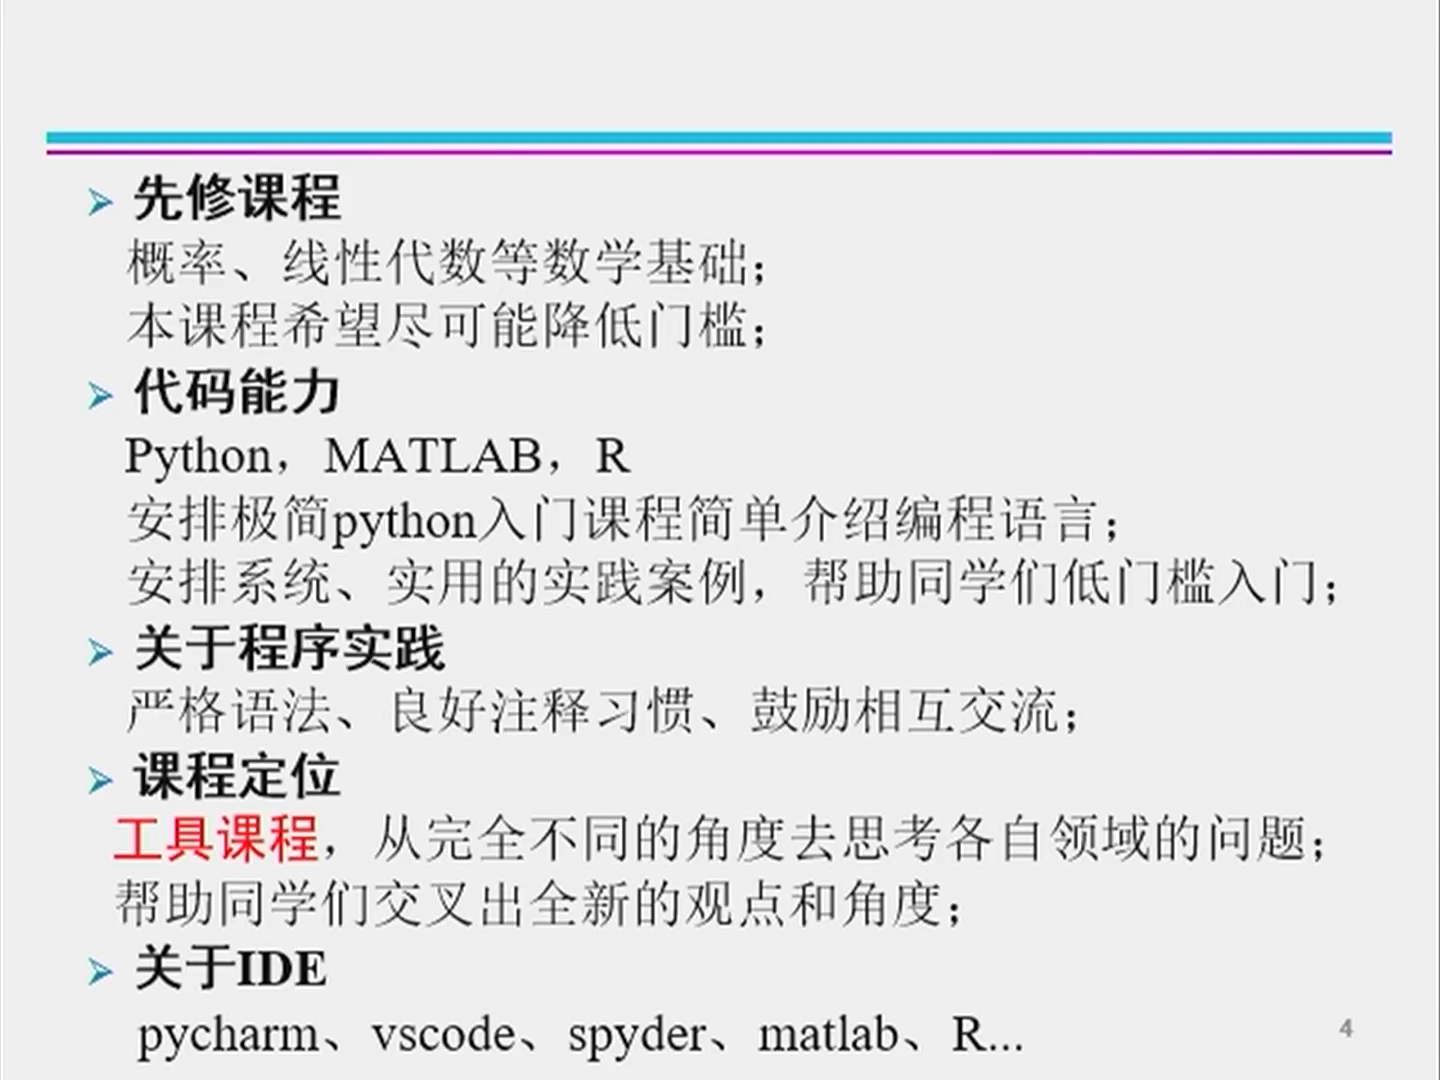 先修课程
概率、线性代数等数学基础；
本课程希望尽可能降低门槛；
代码能力
Python，MATLAB，R
安排极简python入门课程简单介绍编程语言；
安排系统、实用的实践案例，帮助同学们低门槛入门；
关于程序实践
严格语法、良好注释习惯、鼓励相互交流；
课程定位
工具课程，从完全不同的角度去思考各自领域的问题；
帮助同学们交叉出全新的观点和角度；
关于IDE
pycharm、vscode、spyder、matlab、R...
4